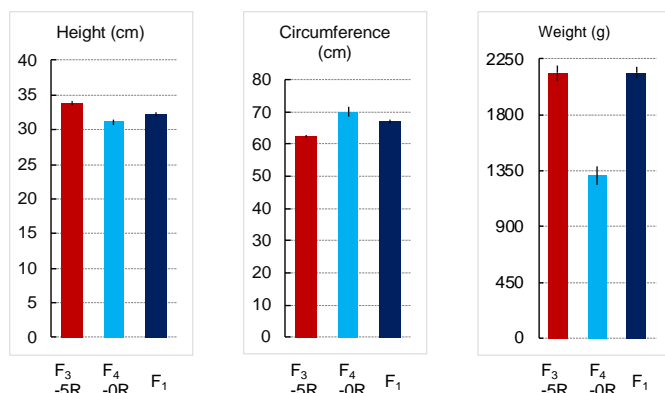 Height (cm)
40
35
30
25
20
15
10
5
0
F₃
-5R
F₄
-0R
F₁
Circumference
(cm)
80
70
60
50
40
30
20
10
0
F₃
-5R
F₄
-0R
F₁
Weight (g)
2250
1800
1350
900
450
0
F₃
-5R
F₄
-0R
F₁